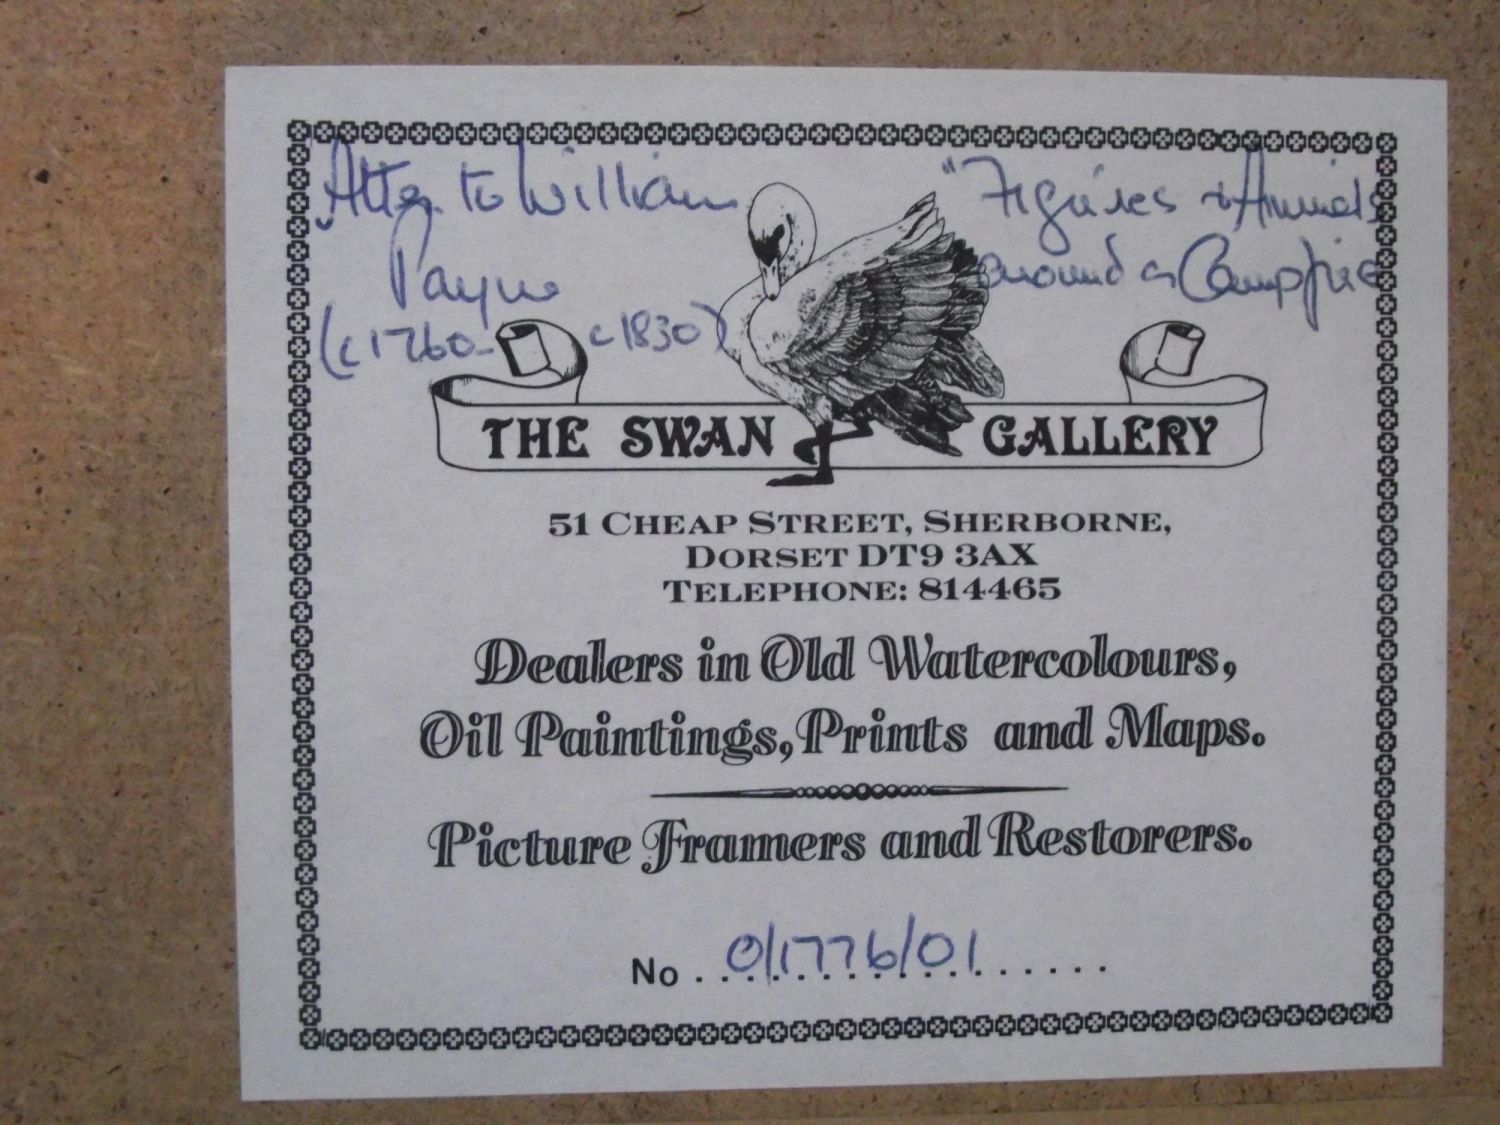 Atter. to William
Payne
(c1760-c1830)
"Figures + Animals
around a Campfire
THE SWAN GALLERY
51 CHEAP STREET, SHERBORNE,
DORSET DT9 3AX
TELEPHONE: 814465
Dealers in Old Watercolours,
Oil Paintings, Prints and Maps.
Picture Framers and Restorers.
No 0/1776/01